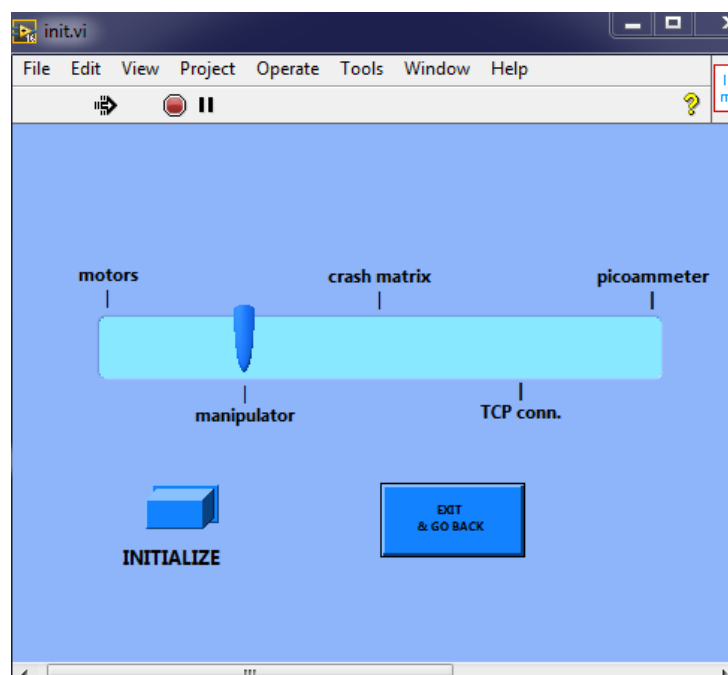 init.vi
File Edit View Project Operate Tools Window Help
motors crash matrix picoammeter
manipulator TCP conn.
EXIT
& GO BACK
INITIALIZE